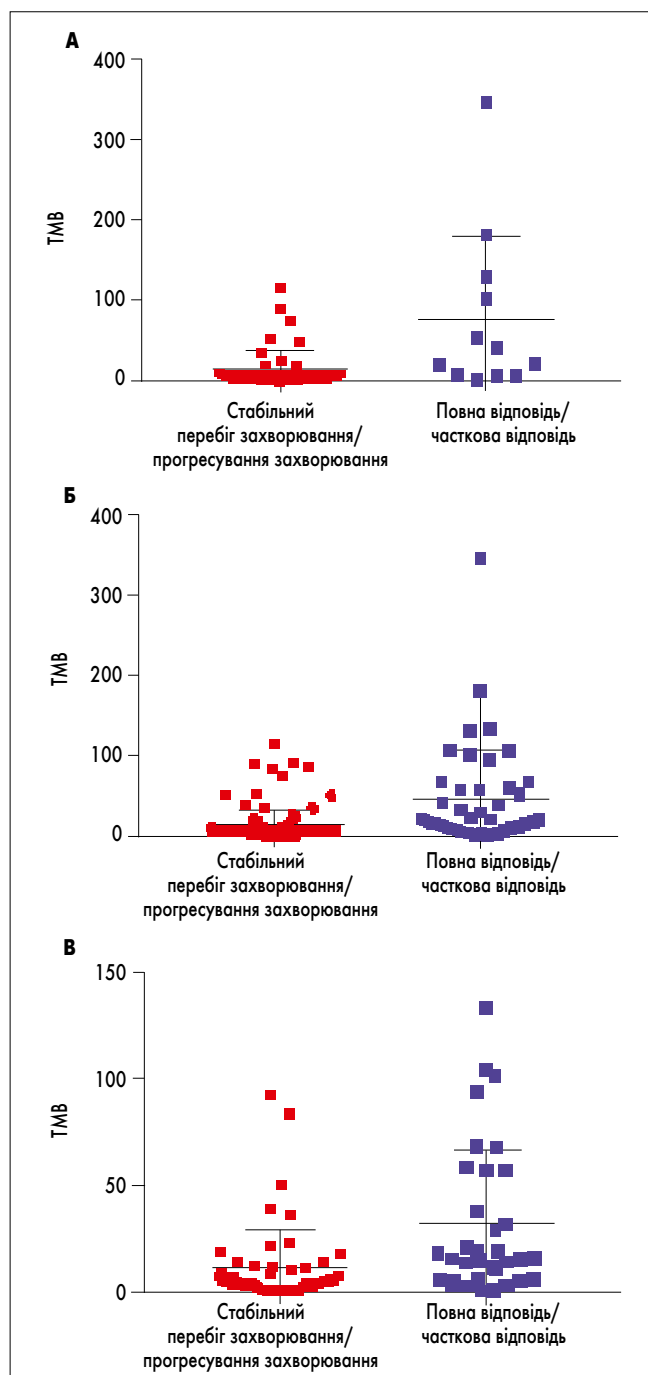 А
400
300
200
100
0
TMB
Стабільний
перебіг захворювання/
прогресування захворювання
Повна відповідь/
часткова відповідь
Б
400
300
200
100
0
TMB
Стабільний
перебіг захворювання/
прогресування захворювання
Повна відповідь/
часткова відповідь
В
150
100
50
0
TMB
Стабільний
перебіг захворювання/
прогресування захворювання
Повна відповідь/
часткова відповідь